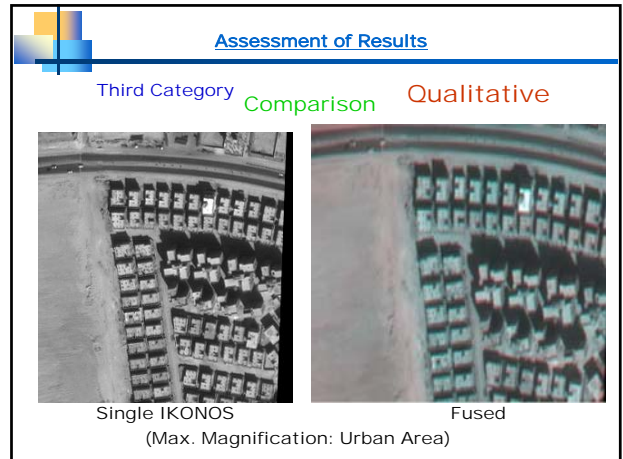 Assessment of Results
Third Category Comparison Qualitative
Single IKONOS Fused
(Max. Magnification: Urban Area)